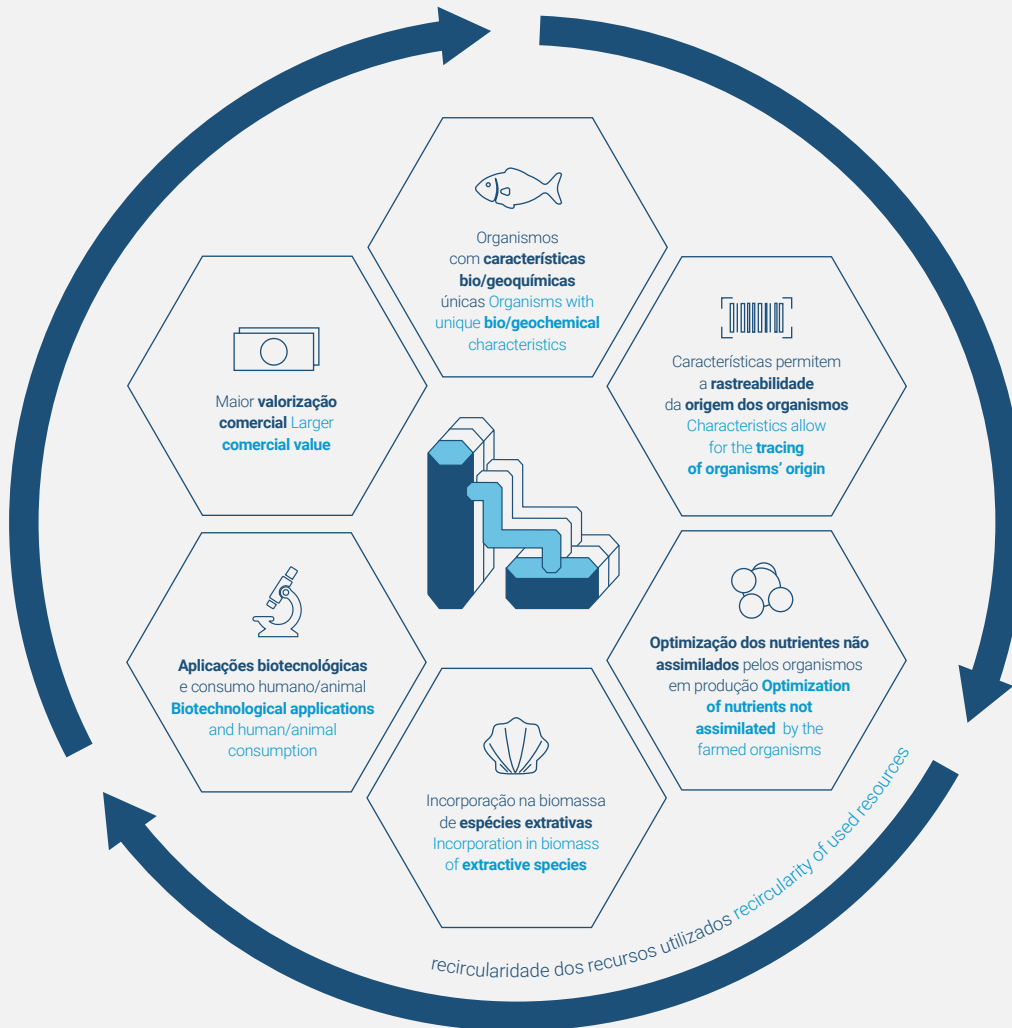 Organismos
com características
bio/geoquímicas
únicas Organisms with
unique bio/geochemical
characteristics
Características permitem
a rastreabilidade
da origem dos organismos
Characteristics allow
for the tracing
of organisms’ origin
Optimização dos nutrientes não
assimilados pelos organismos
em produção Optimization
of nutrients not
assimilated by the
farmed organisms
Incorporação na biomassa
de espécies extrativas
Incorporation in biomass
of extractive species
Aplicações biotecnológicas
e consumo humano/animal
Biotechnological applications
and human/animal
consumption
Maior valorização
comercial Larger
comercial value
recircularidade dos recursos utilizados recircularity of used resources